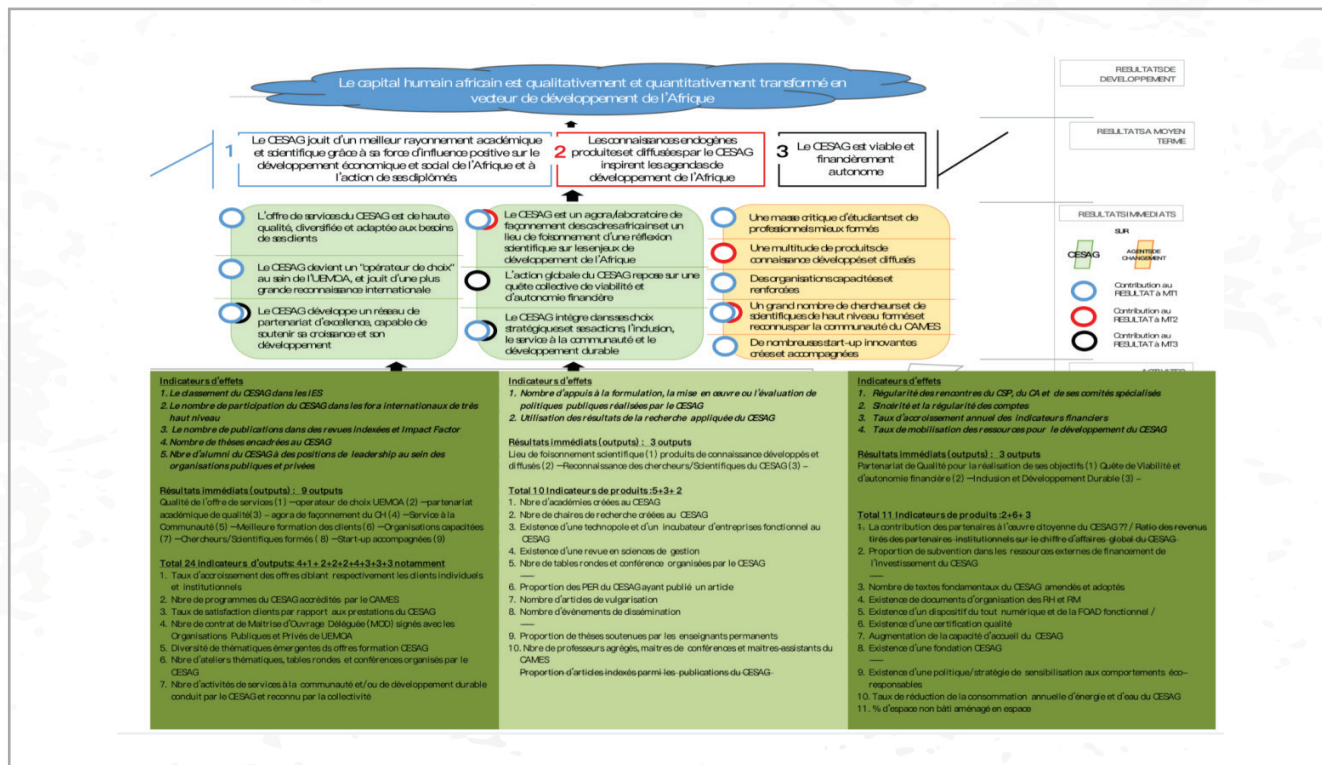 Le capital humain africain est qualitativement et quantitativement transformé en
vecteur de développement de l'Afrique
RESULTATS DE
DEVELOPPEMENT
1
Le CESAG jouit d'un meilleur rayonnement académique
et scientifique grâce à sa force d'influence positive sur le
développement économique et social de l'Afrique et à
l'action de ses diplômés.
2
Les connaissances endogènes
produites et diffusées par le CESAG
inspirent les agendas de
développement de l'Afrique
3
Le CESAG est viable et
financièrement
autonome
RESULTATS A MOYEN
TERME
L'offre de services du CESAG est de haute
qualité, diversifiée et adaptée aux besoins
de ses clients
Le CESAG devient un "opérateur de choix"
au sein de l'UEMOA, et jouit d'une plus
grande reconnaissance internationale
Le CESAG développe un réseau de
partenariat d'excellence, capable de
soutenir sa croissance et son
développement
Le CESAG est un agora/laboratoire de
façonnement des cadres africains et un
lieu de foisonnement d'une réflexion
scientifique sur les enjeux de
développement de l'Afrique
L'action globale du CESAG repose sur une
quête collective de viabilité et
d'autonomie financière
Le CESAG intègre dans ses choix
stratégiques et ses actions, l'inclusion,
le service à la communauté et le
développement durable
Une masse critique d'étudiants et de
professionnels mieux formés
Une multitude de produits de
connaissance développés et diffusés
Des organisations capacitées et
renforcées
Un grand nombre de chercheurs et de
scientifiques de haut niveau formés et
reconnus par la communauté du CAMES
De nombreuses start-up innovantes
crées et accompagnées
RESULTATS IMMEDIATS
SUR
CESAG
AGENTS DE
CHANGEMENT
Contribution au
RESULTAT à MT1
Contribution au
RESULTAT à MT2
Contribution au
RESULTAT à MT3
Indicateurs d'effets
1. Le classement du CESAG dans les IES
2. Le nombre de participation du CESAG dans les fora internationaux de très
haut niveau
3. Le nombre de publications dans des revues indexées et Impact Factor
4. Nombre de thèses encadrées au CESAG
5. Nbre d'alumni du CESAG à des positions de leadership au sein des
organisations publiques et privées
Résultats immédiats (outputs) : 9 outputs
Qualité de l'offre de services (1) –operateur de choix UEMOA (2) –partenariat
académique de qualité(3) – agora de façonnement du CH (4) –Service à la
Communauté (5) –Meilleure formation des clients (6) –Organisations capacitées
(7) –Chercheurs/Scientifiques formés (8) –Start-up accompagnées (9)
Total 24 indicateurs d'outputs: 4+1+2+2+2+4+3+3+3 notamment
1. Taux d'accroissement des offres ciblant respectivement les clients individuels
et institutionnels
2. Nbre de programmes du CESAG accrédités par le CAMES
3. Taux de satisfaction clients par rapport aux prestations du CESAG
4. Nbre de contrat de Maitrise d'Ouvrage Déléguée (MOD) signés avec les
Organisations Publiques et Privés de UEMOA
5. Diversité de thématiques émergentes ds offres formation CESAG
6. Nbre d'ateliers thématiques, tables rondes et conférences organisés par le
CESAG
7. Nbre d'activités de services à la communauté et/ou de développement durable
conduit par le CESAG et reconnu par la collectivité
Indicateurs d'effets
1. Nombre d'appuis à la formulation, la mise en œuvre ou l'évaluation de
politiques publiques réalisées par le CESAG
2. Utilisation des résultats de la recherche appliquée du CESAG
Résultats immédiats (outputs) : 3 outputs
Lieu de foisonnement scientifique (1) produits de connaissance développés et
diffusés (2) –Reconnaissance des chercheurs/Scientifiques du CESAG (3) –
Total 10 Indicateurs de produits :5+3+2
1. Nbre d'académies créées au CESAG
2. Nbre de chaires de recherche créées au CESAG
3. Existence d'une technopole et d'un incubateur d'entreprises fonctionnel au
CESAG
4. Existence d'une revue en sciences de gestion
5. Nbre de tables rondes et conférence organisées par le CESAG
—
6. Proportion des PER du CESAG ayant publié un article
7. Nombre d'articles de vulgarisation
8. Nombre d'événements de dissémination
—
9. Proportion de thèses soutenues par les enseignants permanents
10. Nbre de professeurs agrégés, maitres de conférences et maitres-assistants du
CAMES
Proportion d'articles indexés parmi les publications du CESAG
Indicateurs d'effets
1. Régularité des rencontres du CSP, du CA et de ses comités spécialisés
2. Sincérité et la régularité des comptes
3. Taux d'accroissement annuel des indicateurs financiers
4. Taux de mobilisation des ressources pour le développement du CESAG
Résultats immédiats (outputs) : 3 outputs
Partenariat de Qualité pour la réalisation de ses objectifs (1) Quête de Viabilité et
d'autonomie financière (2) –Inclusion et Développement Durable (3) –
Total 11 Indicateurs de produits :2+6+3
1. La contribution des partenaires à l'œuvre citoyenne du CESAG ?? / Ratio des revenus
tirés des partenaires institutionnels sur le chiffre d'affaires global du CESAG
2. Proportion de subvention dans les ressources externes de financement de
l'investissement du CESAG
—
3. Nombre de textes fondamentaux du CESAG amendés et adoptés
4. Existence de documents d'organisation des RH et RM
5. Existence d'un dispositif du tout numérique et de la FOAD fonctionnel /
6. Existence d'une certification qualité
7. Augmentation de la capacité d'accueil du CESAG
8. Existence d'une fondation CESAG
—
9. Existence d'une politique/stratégie de sensibilisation aux comportements éco–
responsables
10. Taux de réduction de la consommation annuelle d'énergie et d'eau du CESAG
11. % d'espace non bâti aménagé en espace